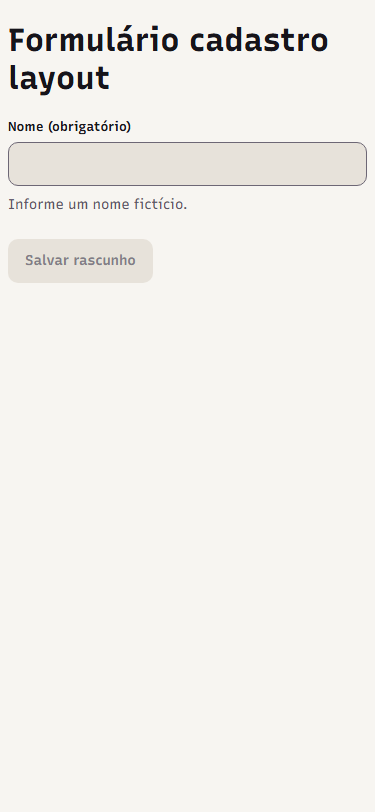 Formulário cadastro
layout
Nome (obrigatório)
Informe um nome fictício.
Salvar rascunho